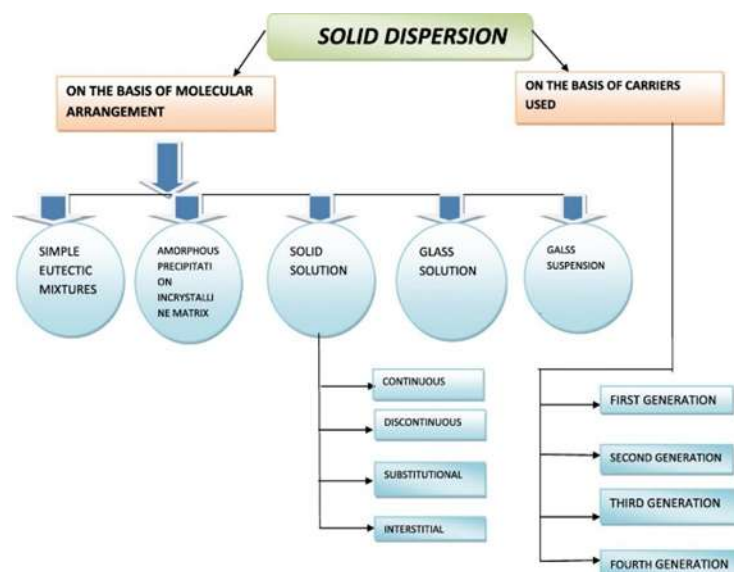 SOLID DISPERSION
ON THE BASIS OF MOLECULAR
ARRANGEMENT
ON THE BASIS OF CARRIERS
USED
SIMPLE
EUTECTIC
MIXTURES
AMORPHOUS
PRECIPITATI
ON
INCRYSTALLI
NE MATRIX
SOLID
SOLUTION
GLASS
SOLUTION
GALSS
SUSPENSION
CONTINUOUS
DISCONTINUOUS
SUBSTITUTIONAL
INTERSTITIAL
FIRST GENERATION
SECOND GENERATION
THIRD GENERATION
FOURTH GENERATION